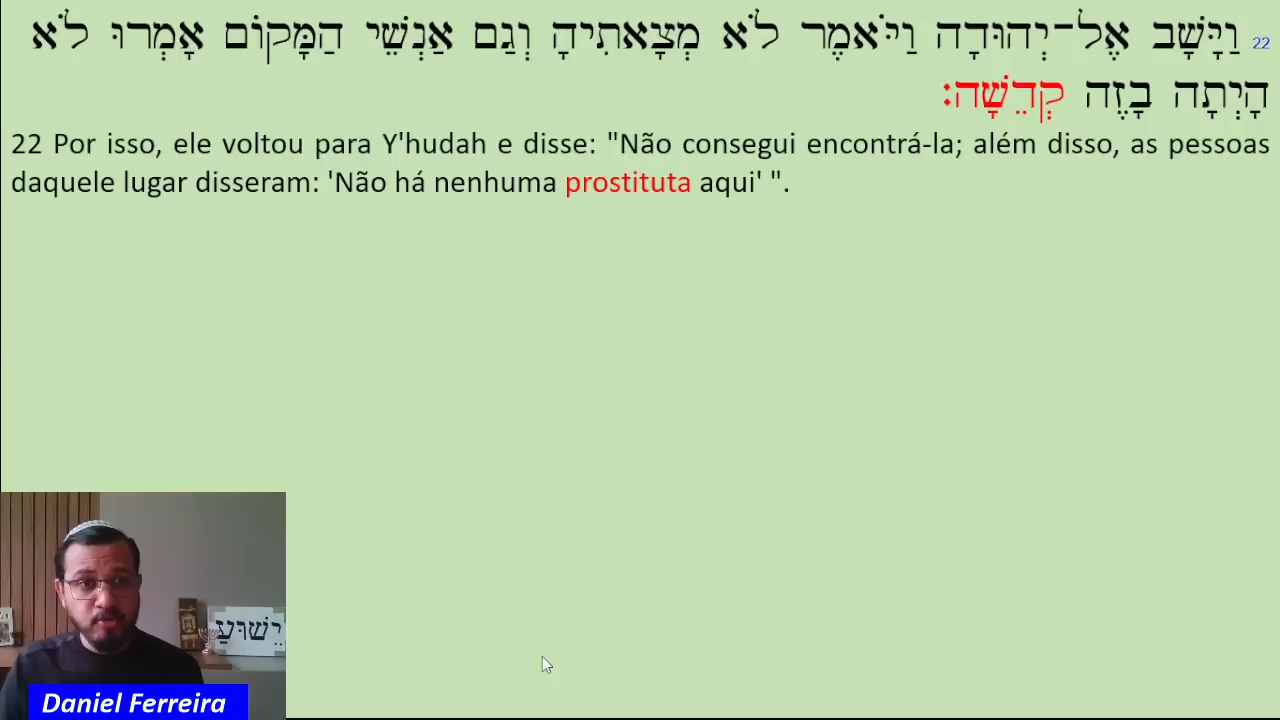 22 וַיָּשָׁב אֶל־יְהוּדָה וַיֹּאמֶר לֹא מְצָאתִיהָ וְגַם אַנְשֵׁי הַמָּקוֹם אָמְרוּ לֹא
הָיְתָה בָזֶה קְדֵשָׁה׃
22 Por isso, ele voltou para Y'hudah e disse: "Não consegui encontrá-la; além disso, as pessoas
daquele lugar disseram: 'Não há nenhuma prostituta aqui' ".
יֵשׁוּעַ
Daniel Ferreira